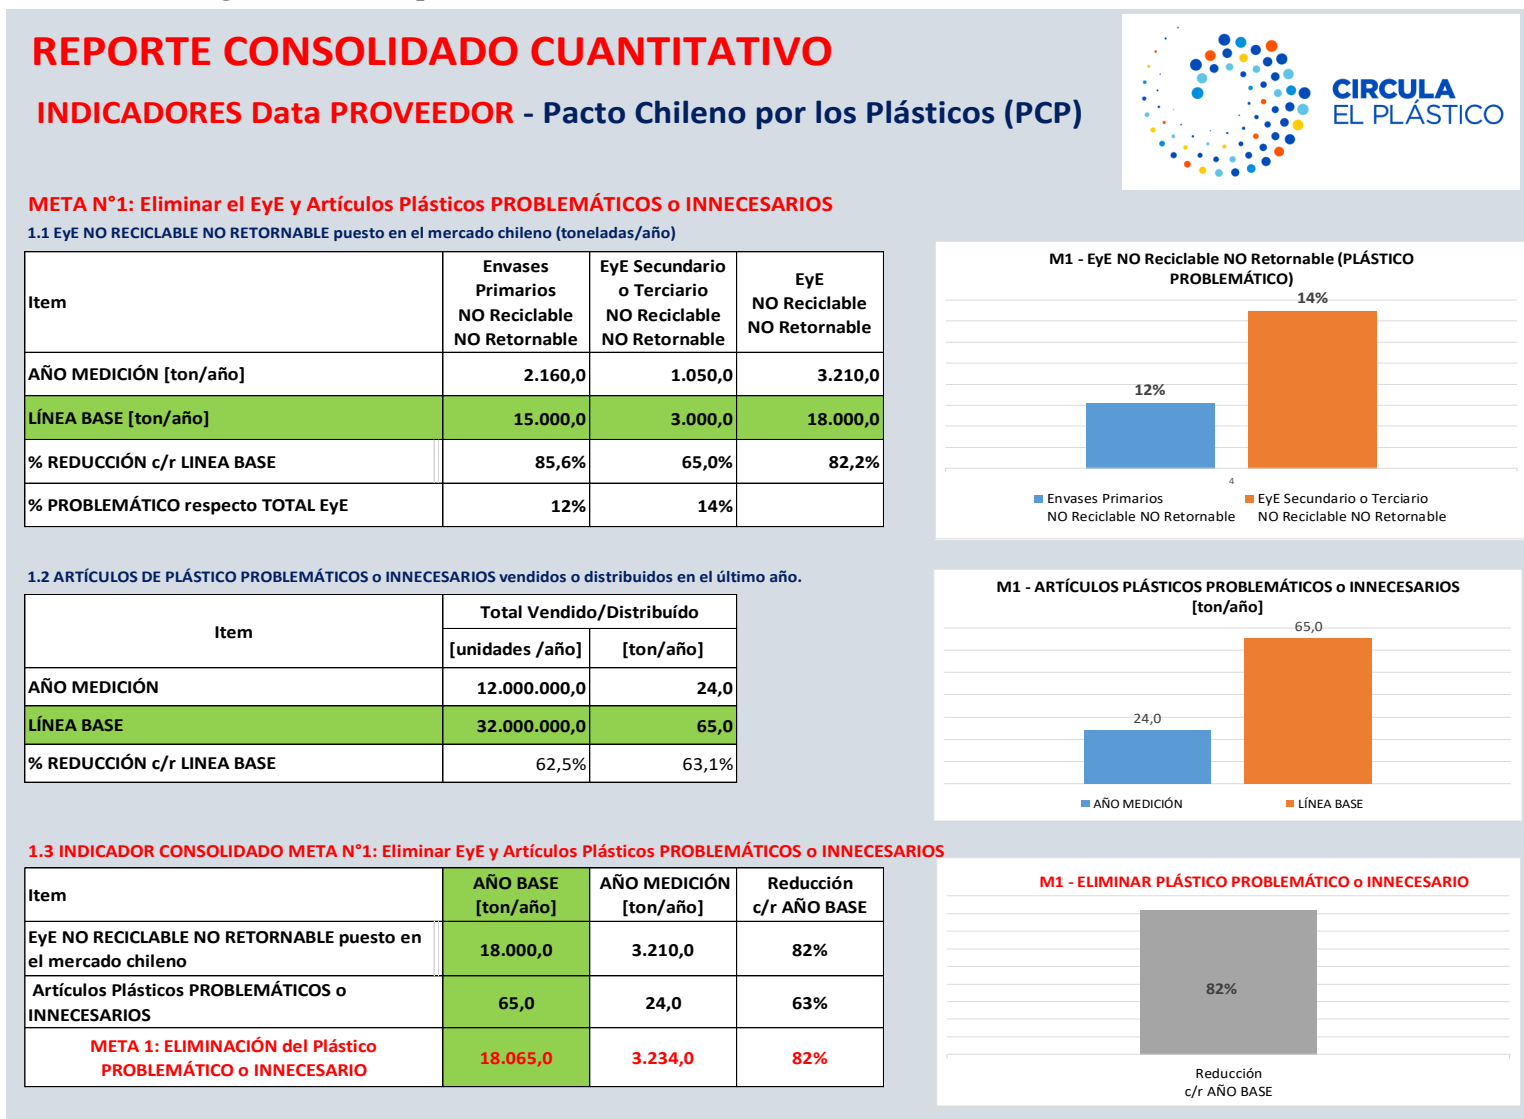 REPORTE CONSOLIDADO CUANTITATIVO
INDICADORES Data PROVEEDOR - Pacto Chileno por los Plásticos (PCP)
CIRCULA
EL PLÁSTICO
META N°1: Eliminar el EyE y Artículos Plásticos PROBLEMÁTICOS o INNECESARIOS
1.1 EyE NO RECICLABLE NO RETORNABLE puesto en el mercado chileno (toneladas/año)
Item
Envases
Primarios
NO Reciclable
NO Retornable
EyE Secundario
o Terciario
NO Reciclable
NO Retornable
EyE
NO Reciclable
NO Retornable
AÑO MEDICIÓN [ton/año] 2.160,0 1.050,0 3.210,0
LÍNEA BASE [ton/año] 15.000,0 3.000,0 18.000,0
% REDUCCIÓN c/r LINEA BASE 85,6% 65,0% 82,2%
% PROBLEMÁTICO respecto TOTAL EyE 12% 14%
M1 - EyE NO Reciclable NO Retornable (PLÁSTICO
PROBLEMÁTICO)
14%
12%
4
Envases Primarios
NO Reciclable NO Retornable
EyE Secundario o Terciario
NO Reciclable NO Retornable
1.2 ARTÍCULOS DE PLÁSTICO PROBLEMÁTICOS o INNECESARIOS vendidos o distribuidos en el último año.
Item
Total Vendido/Distribuído
[unidades /año] [ton/año]
AÑO MEDICIÓN 12.000.000,0 24,0
LÍNEA BASE 32.000.000,0 65,0
% REDUCCIÓN c/r LINEA BASE 62,5% 63,1%
M1 - ARTÍCULOS PLÁSTICOS PROBLEMÁTICOS o INNECESARIOS
[ton/año]
65,0
24,0
AÑO MEDICIÓN LÍNEA BASE
1.3 INDICADOR CONSOLIDADO META N°1: Eliminar EyE y Artículos Plásticos PROBLEMÁTICOS o INNECESARIOS
Item
AÑO BASE
[ton/año]
AÑO MEDICIÓN
[ton/año]
Reducción
c/r AÑO BASE
EyE NO RECICLABLE NO RETORNABLE puesto en
el mercado chileno
18.000,0 3.210,0 82%
Artículos Plásticos PROBLEMÁTICOS o
INNECESARIOS
65,0 24,0 63%
META 1: ELIMINACIÓN del Plástico
PROBLEMÁTICO o INNECESARIO
18.065,0 3.234,0 82%
M1 - ELIMINAR PLÁSTICO PROBLEMÁTICO o INNECESARIO
82%
Reducción
c/r AÑO BASE